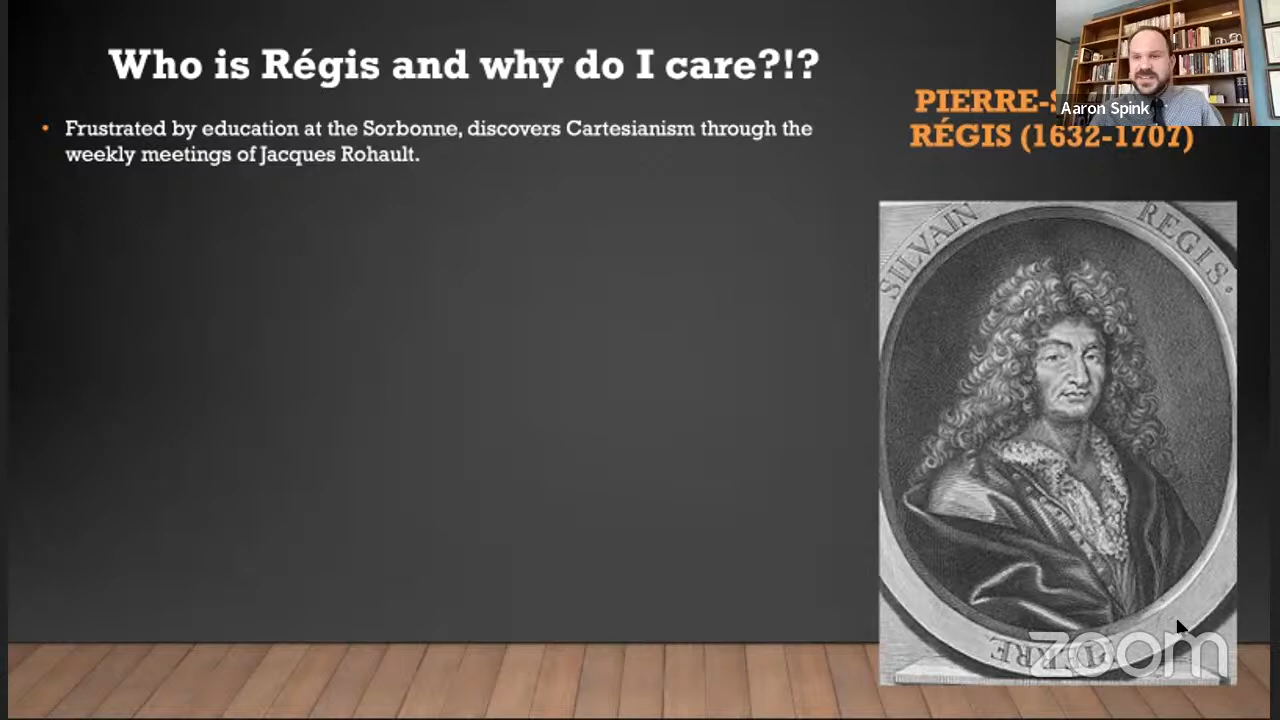 Who is Régis and why do I care?!?
• Frustrated by education at the Sorbonne, discovers Cartesianism through the
weekly meetings of Jacques Rohault.
PIERRE-S
RÉGIS (1632-1707)
Aaron Spink
SILVAIN REGIS.
zoom